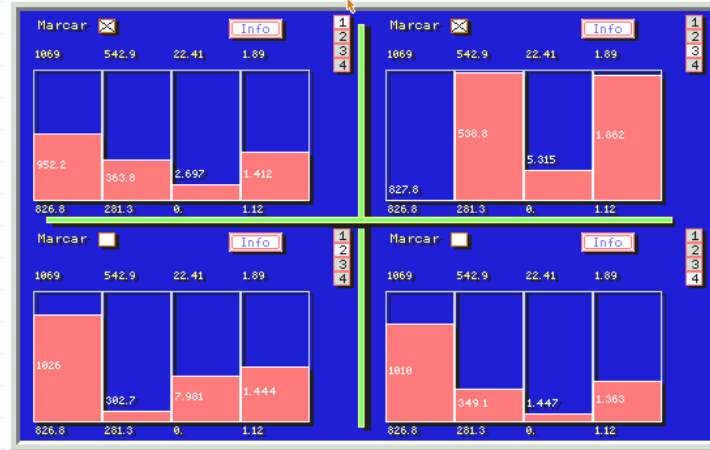 Marcar Info 1 2 3 4
1069 542.9 22.41 1.89
952.2 363.8 2.697 1.412
826.8 281.3 0. 1.12
Marcar Info 1 2 3 4
1069 542.9 22.41 1.89
827.8 538.8 5.315 1.862
826.8 281.3 0. 1.12
Marcar Info 1 2 3 4
1069 542.9 22.41 1.89
1026 302.7 7.981 1.444
826.8 281.3 0. 1.12
Marcar Info 1 2 3 4
1069 542.9 22.41 1.89
1010 349.1 1.447 1.363
826.8 281.3 0. 1.12